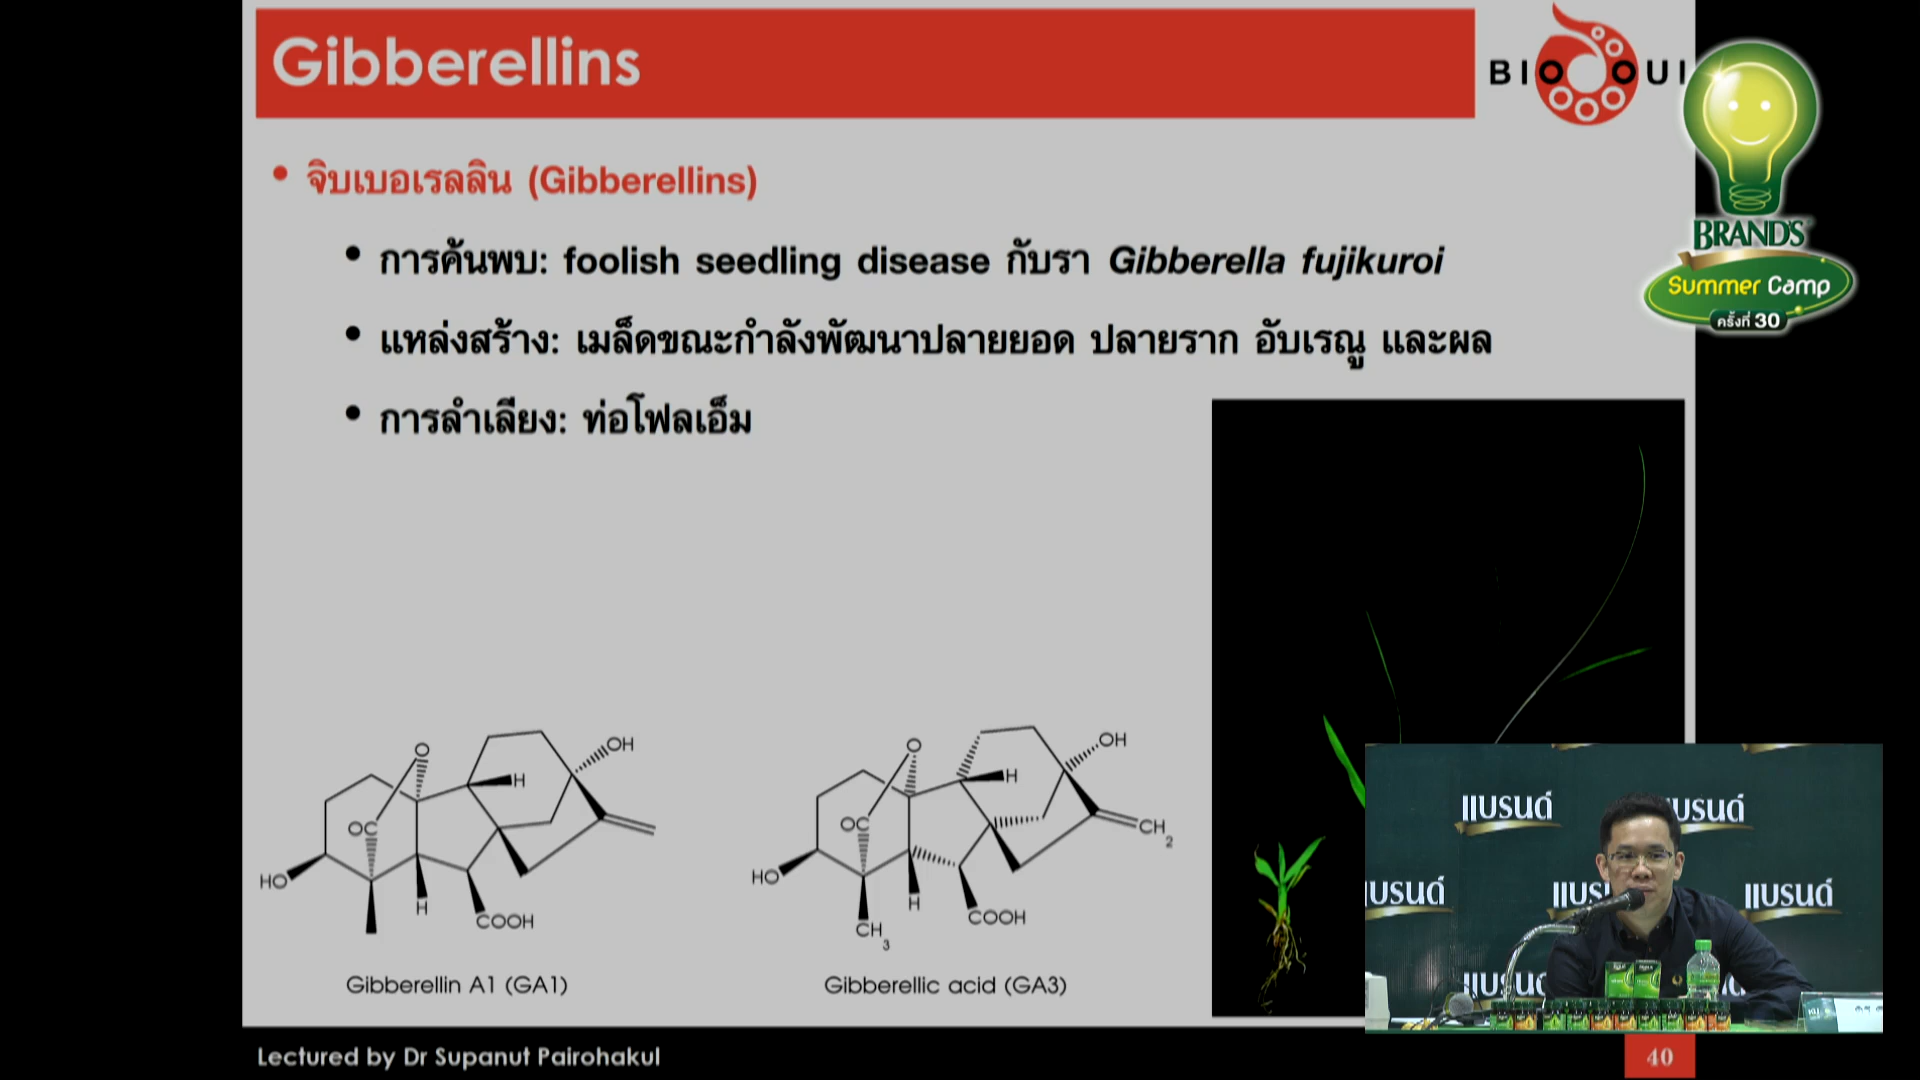 Gibberellins
BIO OUI
BRAND'S
Summer Camp
ครั้งที่ 30
• จิบเบอเรลลิน (Gibberellins)
• การค้นพบ: foolish seedling disease กับรา Gibberella fujikuroi
• แหล่งสร้าง: เมล็ดขณะกำลังพัฒนาปลายยอด ปลายราก อับเรณู และผล
• การลำเลียง: ท่อโฟลเอ็ม
O
OH
H
OC
HO
H
COOH
Gibberellin A1 (GA1)
O
OH
H
OC
CH2
HO
H
CH3
COOH
Gibberellic acid (GA3)
แบรนด์
แบรนด์
แบรนด์
แบรนด์
Lectured by Dr Supanut Pairohakul
40